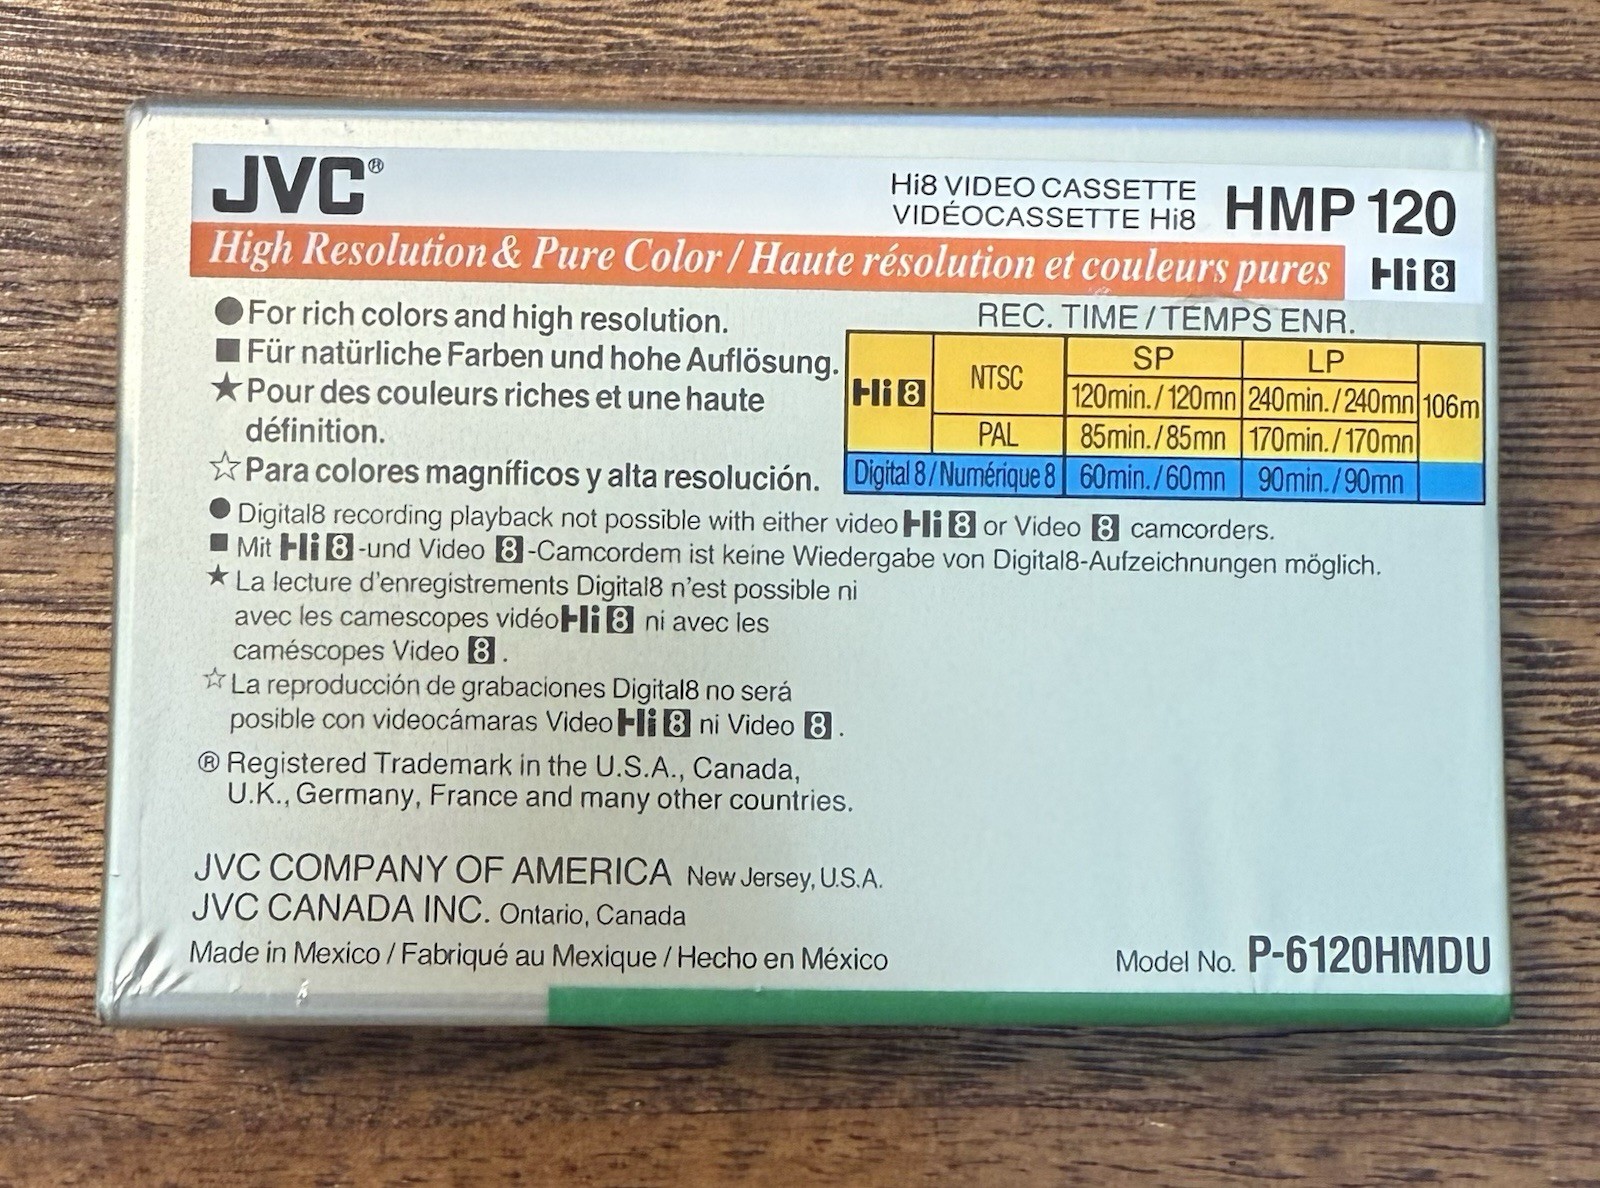 JVC®
Hi8 VIDEO CASSETTE
VIDÉOCASSETTE Hi8
HMP 120
High Resolution & Pure Color / Haute résolution et couleurs pures
Hi8
● For rich colors and high resolution.
■ Für natürliche Farben und hohe Auflösung.
★ Pour des couleurs riches et une haute
définition.
☆ Para colores magníficos y alta resolución.
REC. TIME / TEMPS ENR.
Hi8 NTSC SP LP 106m
120min. / 120mn 240min. / 240mn
PAL 85min. / 85mn 170min. / 170mn
Digital 8 / Numérique 8 60min. / 60mn 90min. / 90mn
● Digital8 recording playback not possible with either video Hi8 or Video 8 camcorders.
■ Mit Hi8-und Video 8-Camcordem ist keine Wiedergabe von Digital8-Aufzeichnungen möglich.
★ La lecture d'enregistrements Digital8 n'est possible ni
avec les camescopes vidéo Hi8 ni avec les
caméscopes Video 8.
☆ La reproducción de grabaciones Digital8 no será
posible con videocámaras Video Hi8 ni Video 8.
® Registered Trademark in the U.S.A., Canada,
U.K., Germany, France and many other countries.
JVC COMPANY OF AMERICA New Jersey, U.S.A.
JVC CANADA INC. Ontario, Canada
Made in Mexico / Fabriqué au Mexique / Hecho en México
Model No. P-6120HMDU